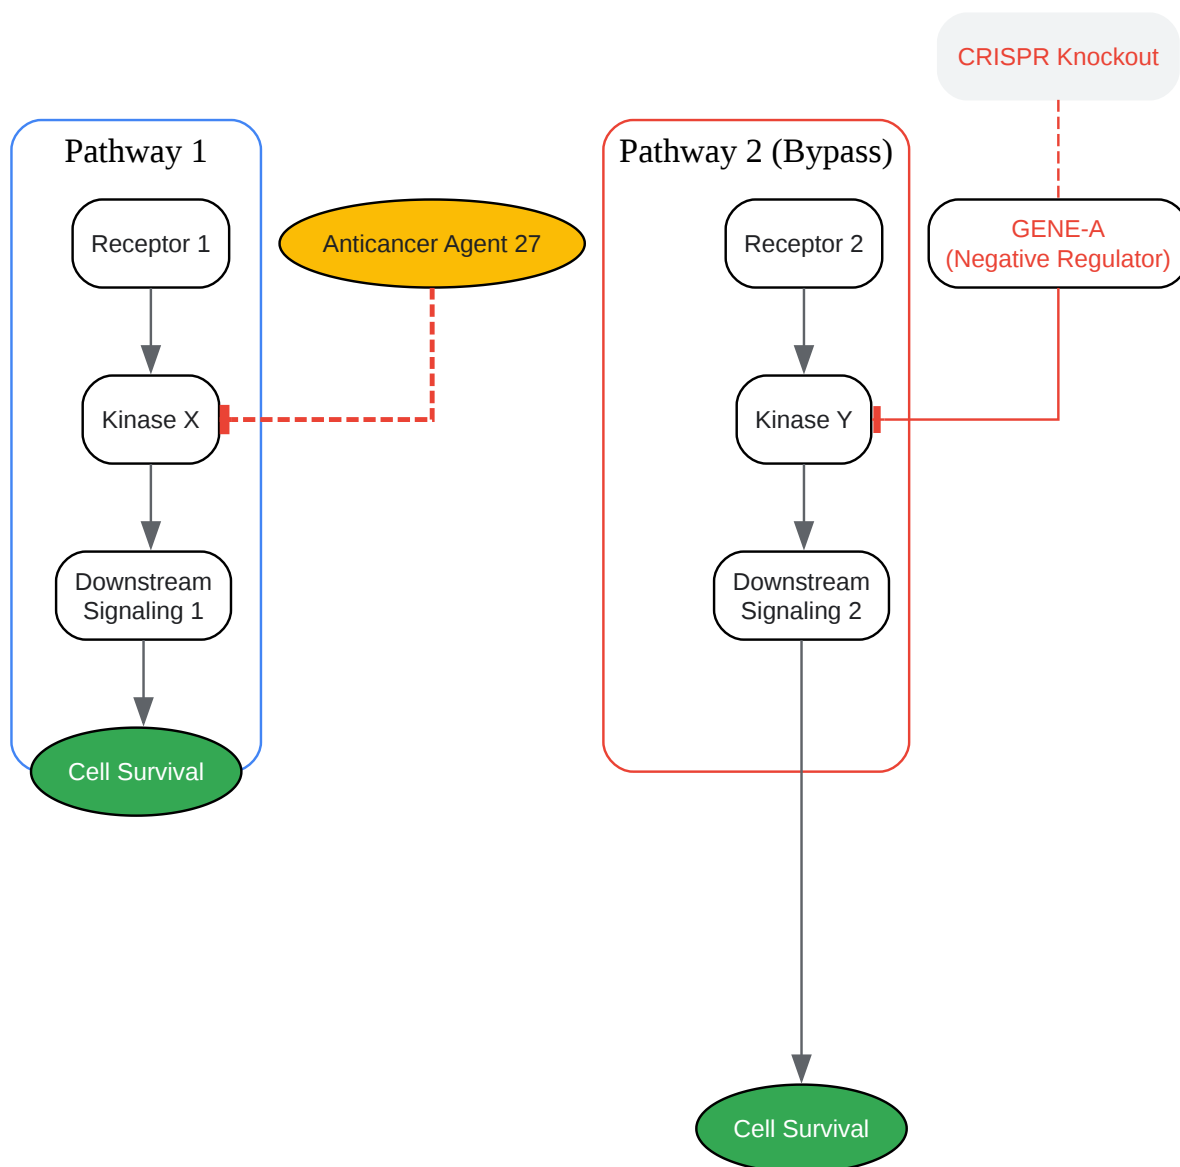 CRISPR Knockout
Pathway 1
Pathway 2 (Bypass)
Receptor 1
Anticancer Agent 27
Receptor 2
GENE-A
(Negative Regulator)
Kinase X
Kinase Y
Downstream
Signaling 1
Downstream
Signaling 2
Cell Survival
Cell Survival